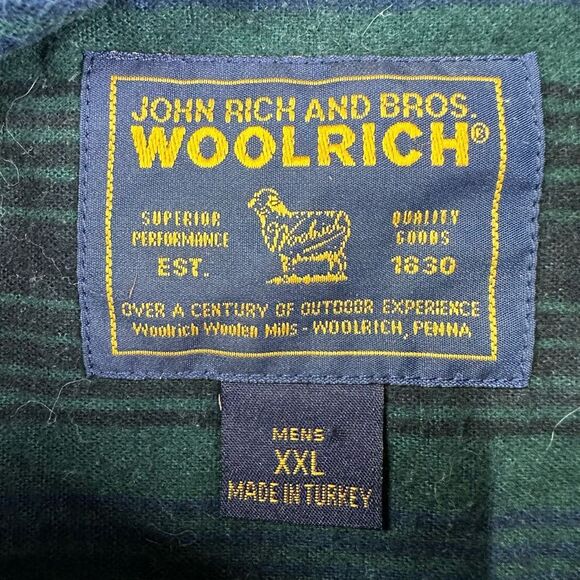 JOHN RICH AND BROS.
WOOLRICH®
SUPERIOR PERFORMANCE
Woolrich
QUALITY GOODS
EST. 1830
OVER A CENTURY OF OUTDOOR EXPERIENCE
Woolrich Woolen Mills - WOOLRICH, PENNA
MENS
XXL
MADE IN TURKEY